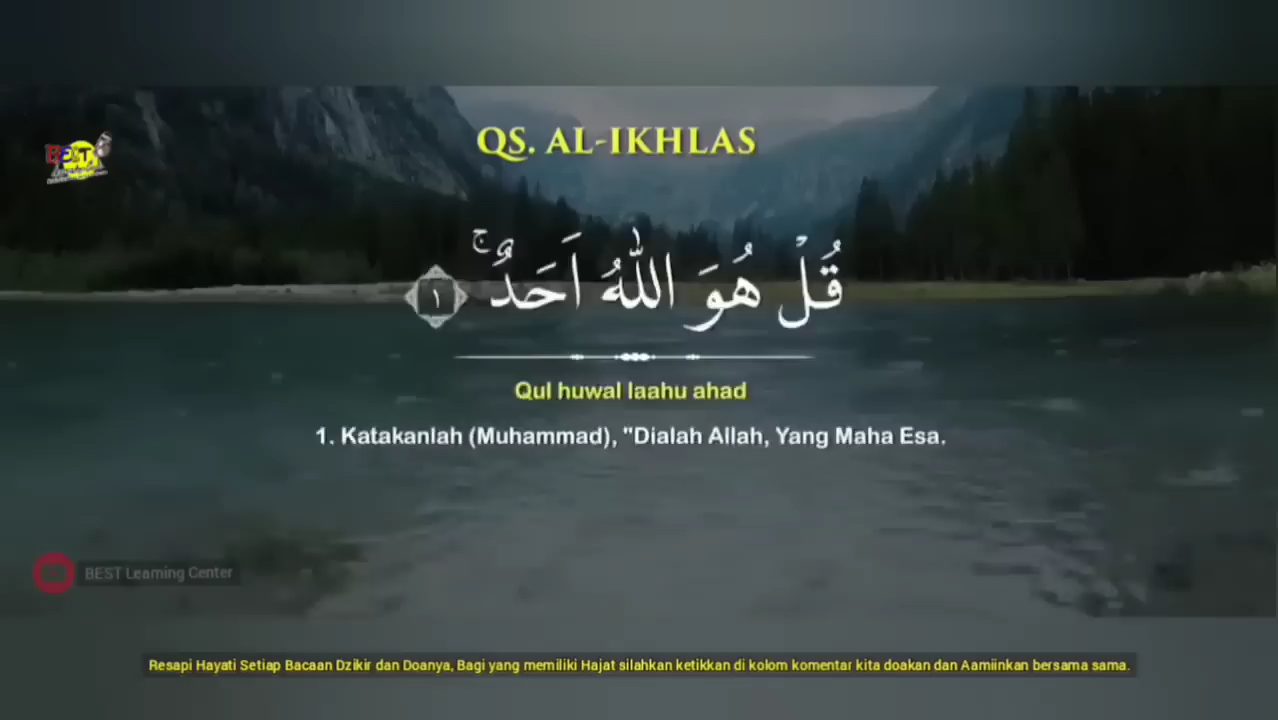 QS. AL-IKHLAS
BEST
قُلْ هُوَ اللّٰهُ اَحَدٌۚ ١
Qul huwal laahu ahad
1. Katakanlah (Muhammad), "Dialah Allah, Yang Maha Esa.
BEST Learning Center
Resapi Hayati Setiap Bacaan Dzikir dan Doanya, Bagi yang memiliki Hajat silahkan ketikkan di kolom komentar kita doakan dan Aamiinkan bersama sama.